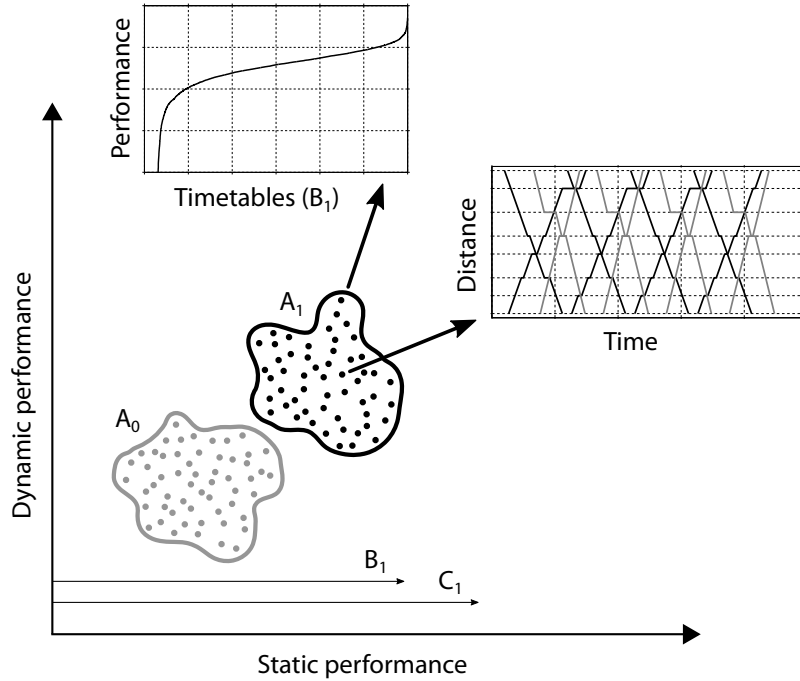 Performance
Timetables (B1)
Distance
Time
A1
A0
Dynamic performance
B1
C1
Static performance